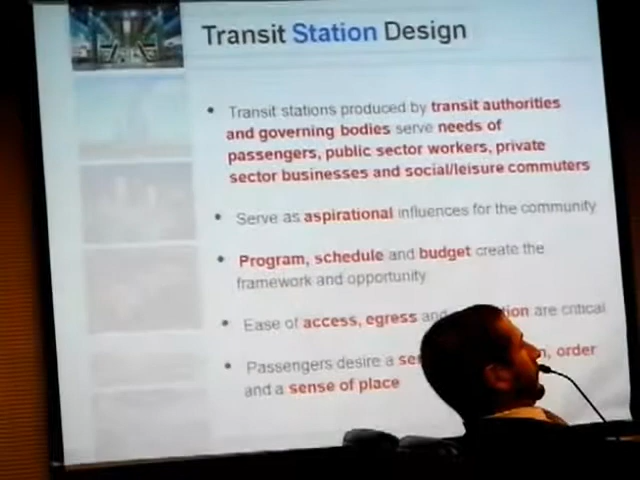 Transit Station Design
• Transit stations produced by transit authorities
and governing bodies serve needs of
passengers, public sector workers, private
sector businesses and social/leisure commuters
• Serve as aspirational influences for the community
• Program, schedule and budget create the
framework and opportunity
• Ease of access, egress and are critical
• Passengers desire a order
and a sense of place